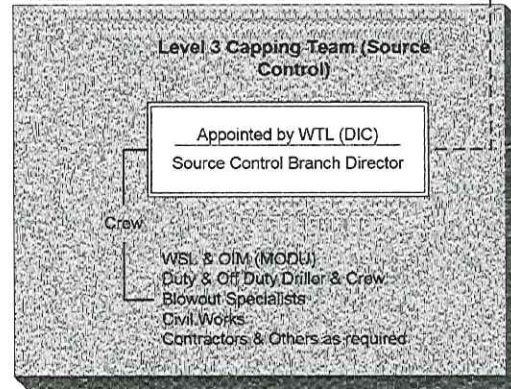 Level 3 Capping Team (Source
Control)
Appointed by WTL (DIC)
Source Control Branch Director
Crew
WSL & OIM (MODU)
Duty & Off Duty Driller & Crew
Blowout Specialists
Civil Works
Contractors & Others as required